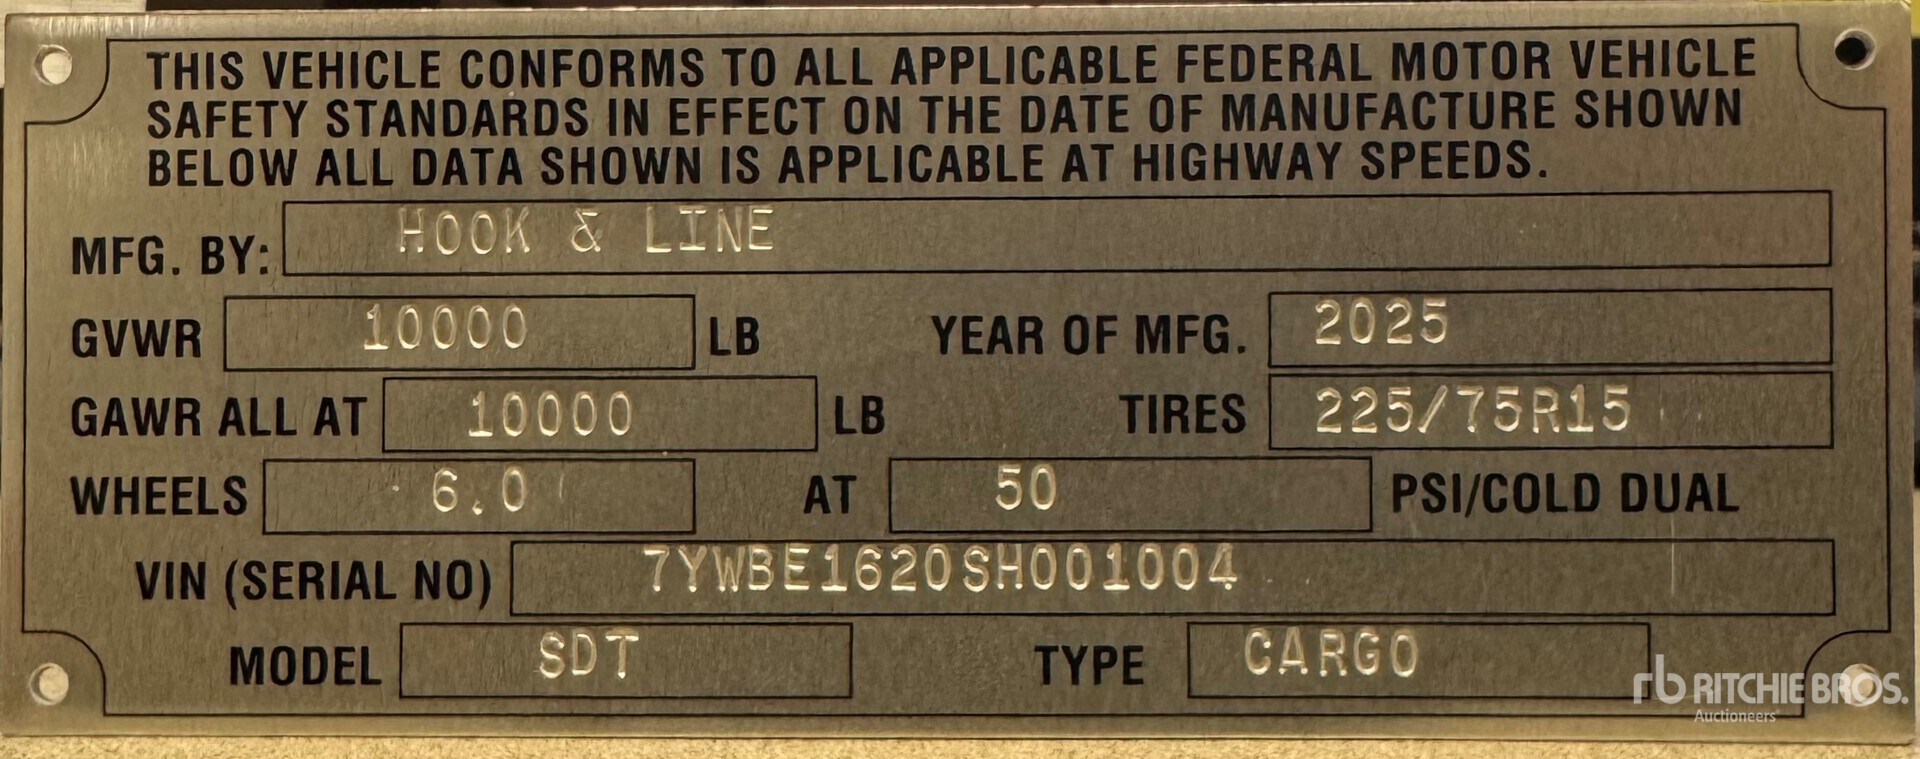 THIS VEHICLE CONFORMS TO ALL APPLICABLE FEDERAL MOTOR VEHICLE
SAFETY STANDARDS IN EFFECT ON THE DATE OF MANUFACTURE SHOWN
BELOW ALL DATA SHOWN IS APPLICABLE AT HIGHWAY SPEEDS.
MFG. BY: HOOK & LINE
GVWR 10000 LB YEAR OF MFG. 2025
GAWR ALL AT 10000 LB TIRES 225/75R15
WHEELS 6.0 AT 50 PSI/COLD DUAL
VIN (SERIAL NO) 7YWBE1620SH001004
MODEL SDT TYPE CARGO
rb RITCHIE BROS.
Auctioneers